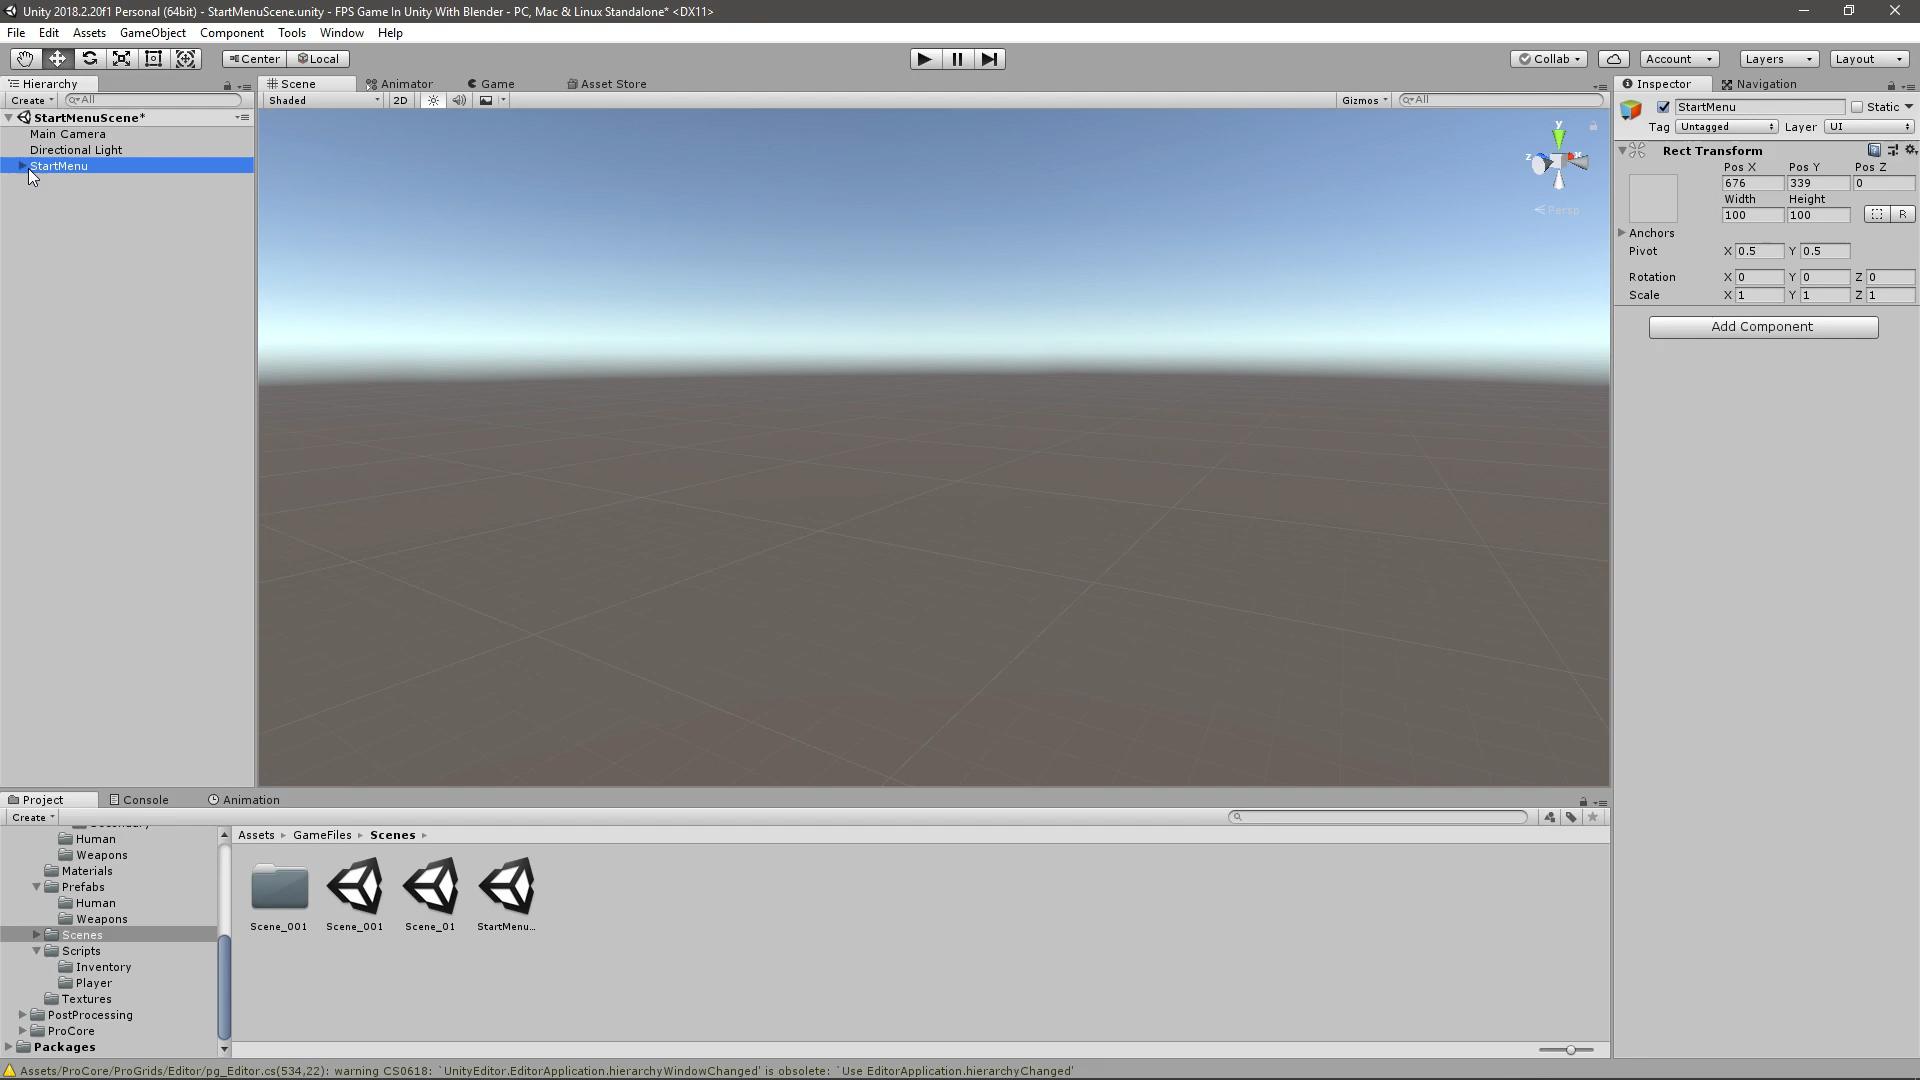 Unity 2018.2.20f1 Personal (64bit) - StartMenuScene.unity - FPS Game In Unity With Blender - PC, Mac & Linux Standalone* <DX11>
File Edit Assets GameObject Component Tools Window Help
Center Local Collab Account Layers Layout
Hierarchy Scene Animator Game Asset Store Inspector Navigation
Create All Shaded 2D Gizmos All
StartMenuScene*
Main Camera
Directional Light
StartMenu
y
x
z
Persp
StartMenu Static
Tag Untagged Layer UI
Rect Transform
Pos X Pos Y Pos Z
676 339 0
Width Height
100 100 R
Anchors
Pivot X 0.5 Y 0.5
Rotation X 0 Y 0 Z 0
Scale X 1 Y 1 Z 1
Add Component
Project Console Animation
Create
Human
Weapons
Materials
Prefabs
Human
Weapons
Scenes
Scripts
Inventory
Player
Textures
PostProcessing
ProCore
Packages
Assets GameFiles Scenes
Scene_001 Scene_001 Scene_01 StartMenu...
Assets/ProCore/ProGrids/Editor/pg_Editor.cs(534,22): warning CS0618: `UnityEditor.EditorApplication.hierarchyWindowChanged' is obsolete: `Use EditorApplication.hierarchyChanged'